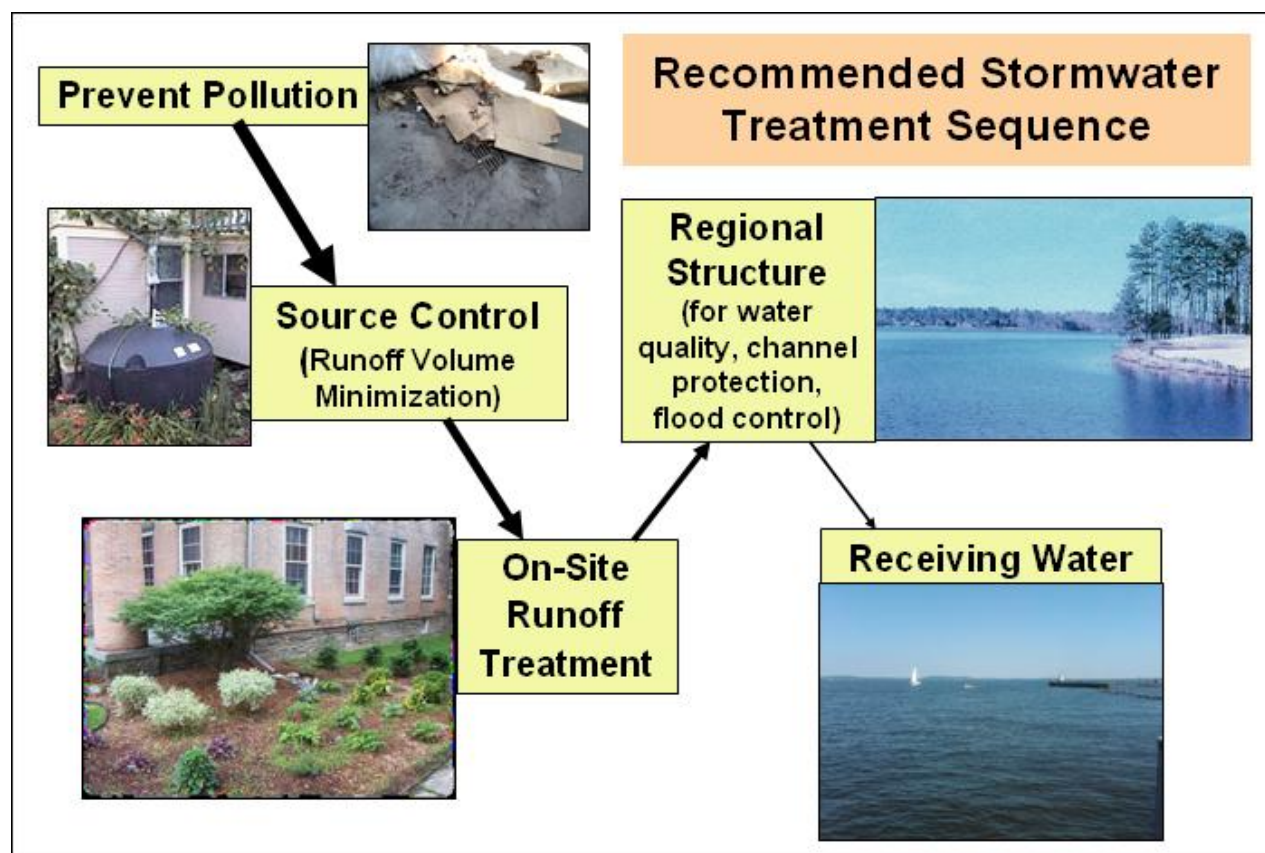 Recommended Stormwater
Treatment Sequence
Prevent Pollution
Source Control
(Runoff Volume
Minimization)
On-Site
Runoff
Treatment
Regional
Structure
(for water
quality, channel
protection,
flood control)
Receiving Water